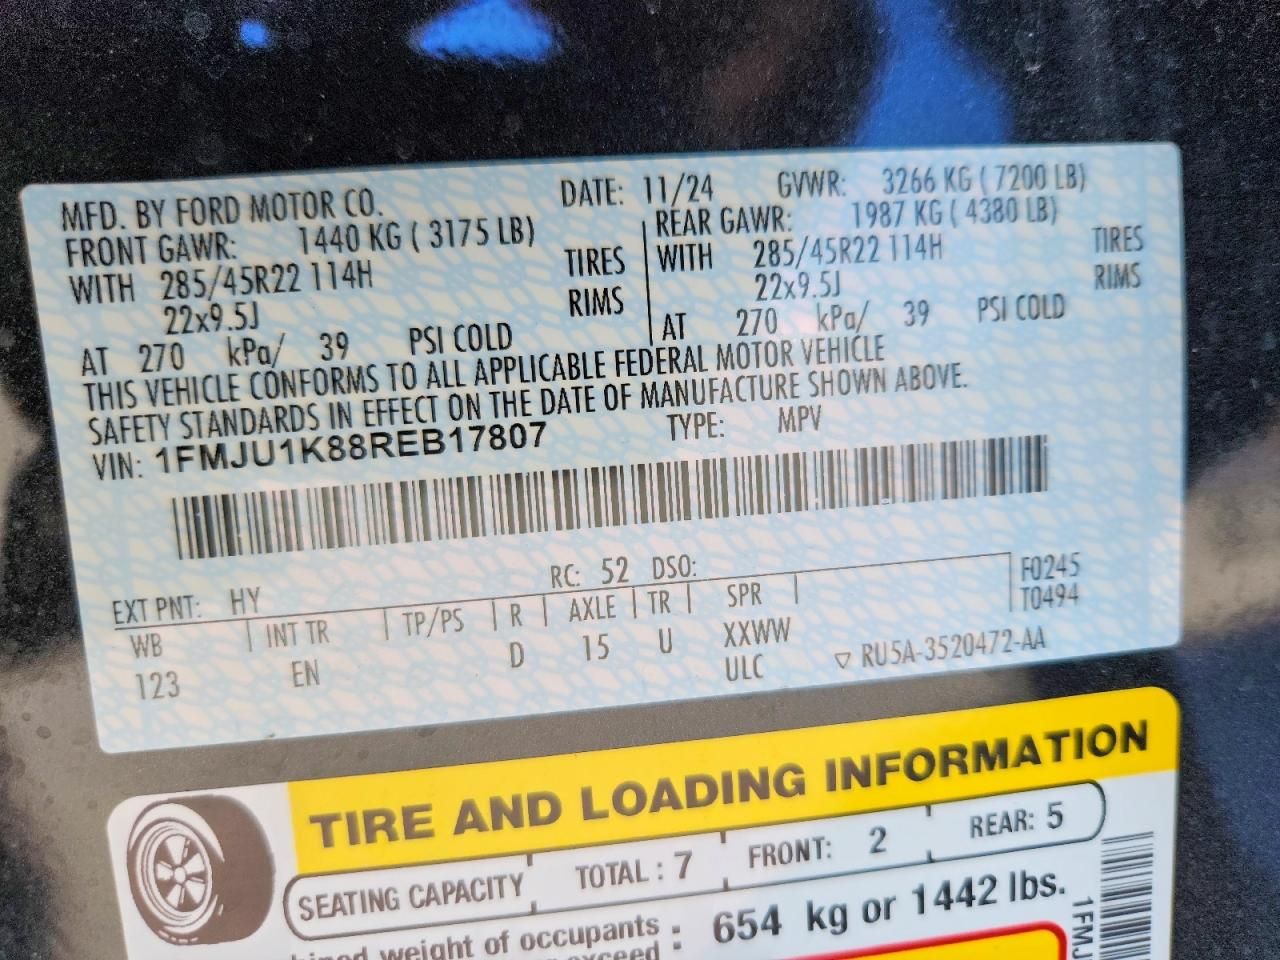 MFD. BY FORD MOTOR CO. DATE: 11/24 GVWR: 3266 KG ( 7200 LB)
FRONT GAWR: 1440 KG ( 3175 LB) REAR GAWR: 1987 KG ( 4380 LB)
WITH 285/45R22 114H TIRES WITH 285/45R22 114H TIRES
22x9.5J RIMS 22x9.5J RIMS
AT 270 kPa/ 39 PSI COLD AT 270 kPa/ 39 PSI COLD
THIS VEHICLE CONFORMS TO ALL APPLICABLE FEDERAL MOTOR VEHICLE
SAFETY STANDARDS IN EFFECT ON THE DATE OF MANUFACTURE SHOWN ABOVE.
VIN: 1FMJU1K88REB17807 TYPE: MPV
EXT PNT: HY RC: 52 DSO: F0245
WB INT TR TP/PS R AXLE TR SPR T0494
123 EN D 15 U XXWW
ULC ▽ RU5A-3520472-AA
TIRE AND LOADING INFORMATION
SEATING CAPACITY TOTAL : 7 FRONT: 2 REAR: 5
weight of occupants : 654 kg or 1442 lbs.
exceed
1FMJ